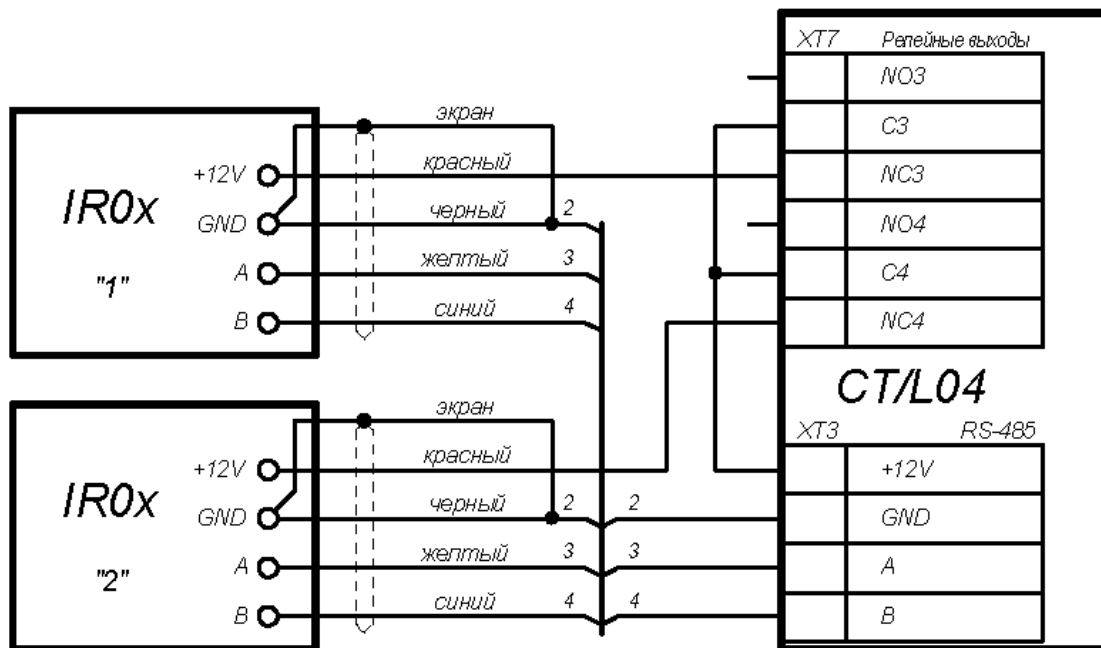 XT7 Релейные выходы
NO3
экран
C3
+12V красный NC3
IR0x
GND черный 2 NO4
"1" A желтый 3 C4
B синий 4 NC4
CT/L04
экран
XT3 RS-485
+12V красный +12V
IR0x
GND черный 2 2 GND
"2" A желтый 3 3 A
B синий 4 4 B